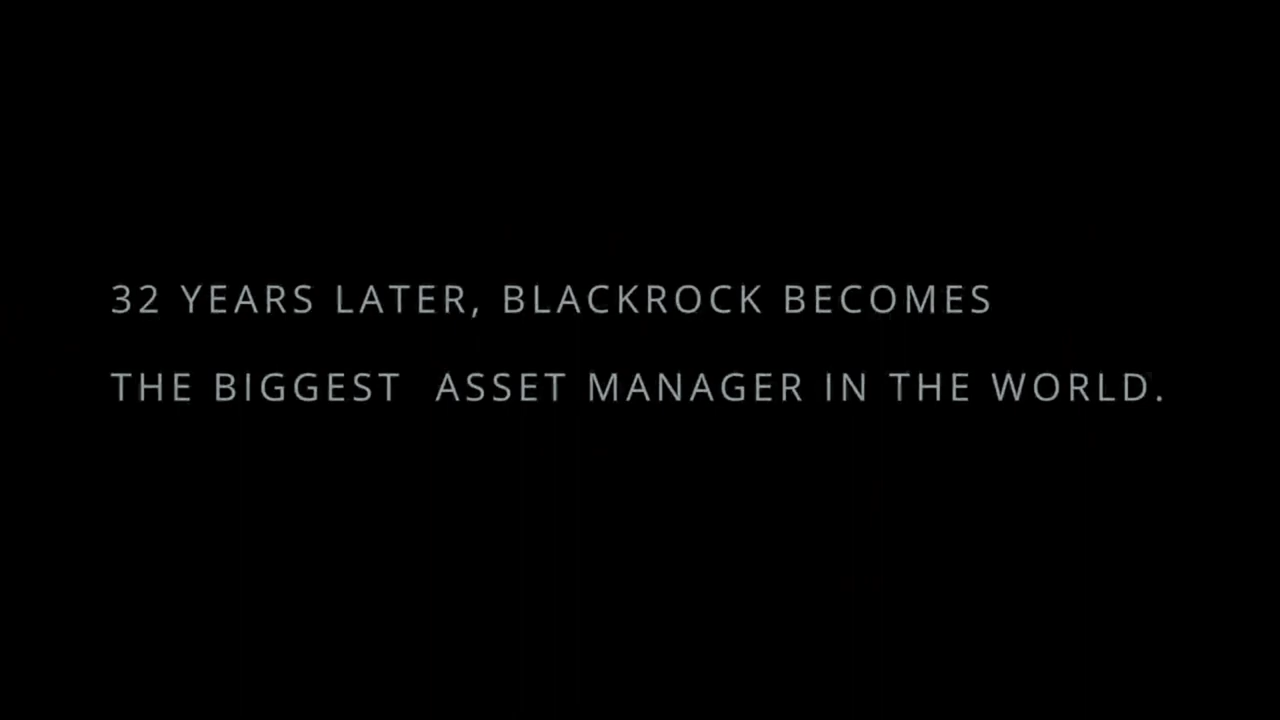 32 YEARS LATER, BLACKROCK BECOMES
THE BIGGEST  ASSET MANAGER IN THE WORLD.